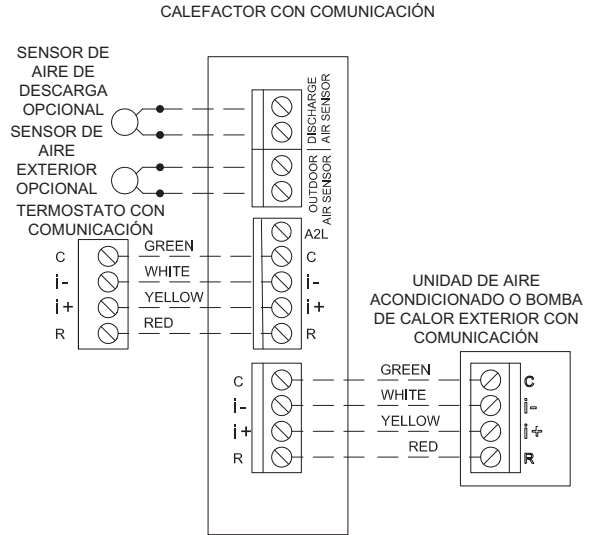 CALEFACTOR CON COMUNICACIÓN
SENSOR DE
AIRE DE
DESCARGA
OPCIONAL
SENSOR DE
AIRE
EXTERIOR
OPCIONAL
DISCHARGE
AIR SENSOR
OUTDOOR
AIR SENSOR
TERMOSTATO CON
COMUNICACIÓN
A2L
C GREEN C
i- WHITE i-
i+ YELLOW i+
R RED R
UNIDAD DE AIRE
ACONDICIONADO O BOMBA
DE CALOR EXTERIOR CON
COMUNICACIÓN
C GREEN C
i- WHITE i-
i+ YELLOW i+
R RED R